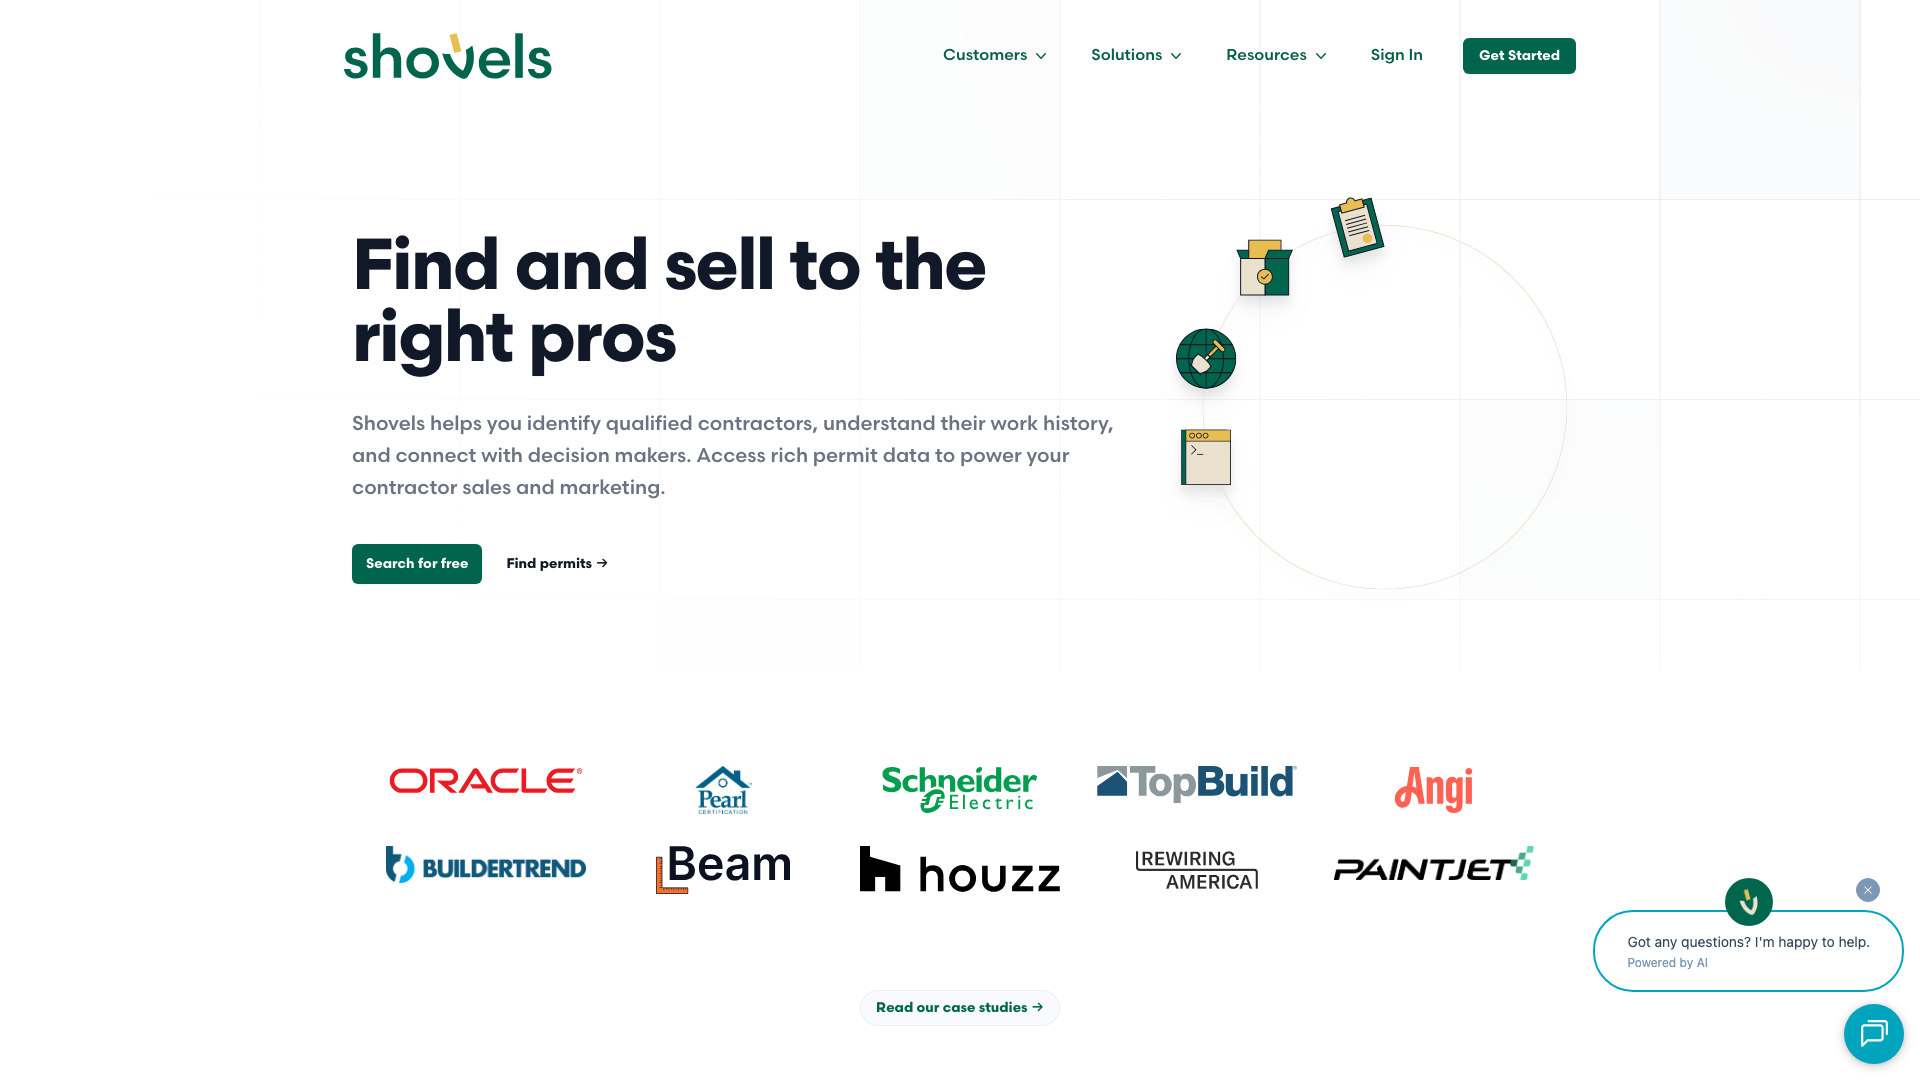 shovels
Customers
Solutions
Resources
Sign In
Get Started
Find and sell to the
right pros
Shovels helps you identify qualified contractors, understand their work history,
and connect with decision makers. Access rich permit data to power your
contractor sales and marketing.
Search for free
Find permits →
ORACLE®
Pearl
CERTIFICATION
Schneider
Electric
TopBuild
Angi
BUILDERTREND
Beam
houzz
REWIRING
AMERICA
PAINTJET
Got any questions? I'm happy to help.
Powered by AI
Read our case studies →